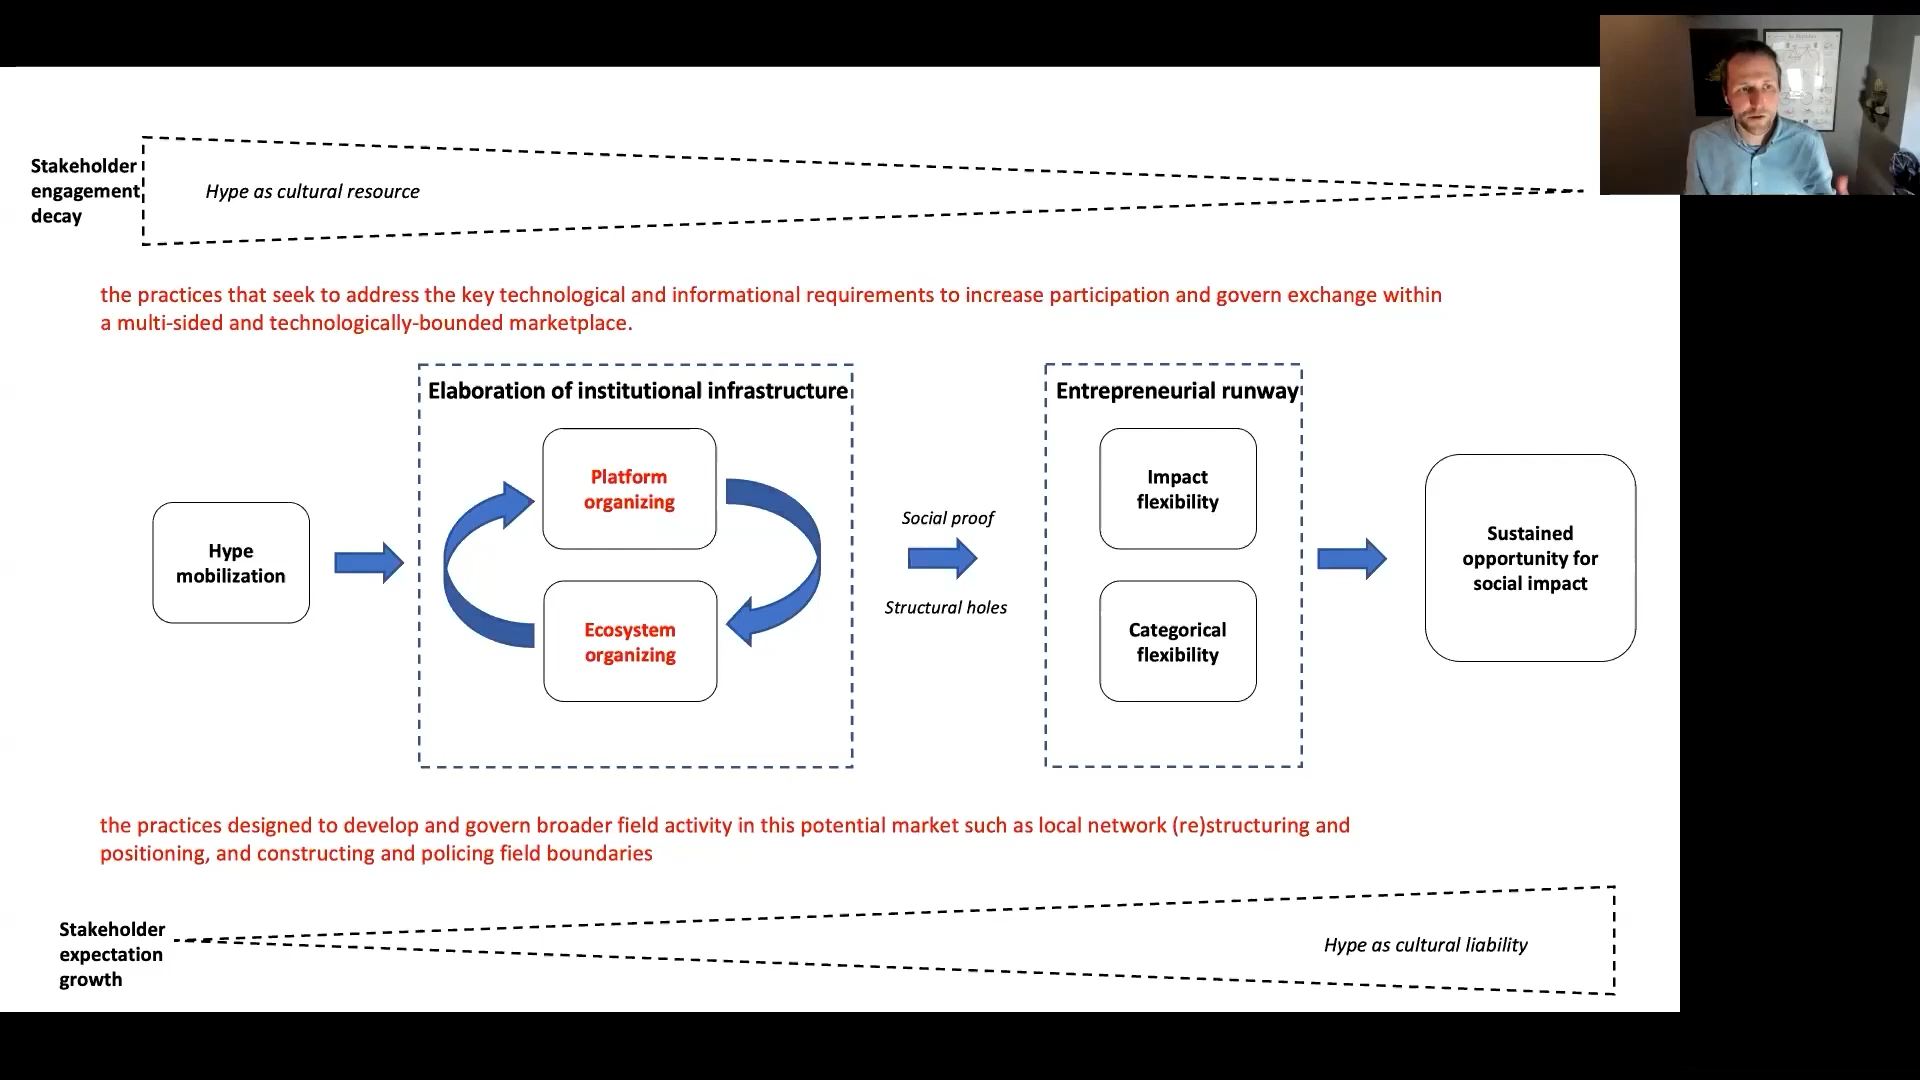 Stakeholder
engagement
decay
Hype as cultural resource
the practices that seek to address the key technological and informational requirements to increase participation and govern exchange within
a multi-sided and technologically-bounded marketplace.
Elaboration of institutional infrastructure
Entrepreneurial runway
Platform
organizing
Impact
flexibility
Hype
mobilization
Social proof
Structural holes
Sustained
opportunity for
social impact
Ecosystem
organizing
Categorical
flexibility
the practices designed to develop and govern broader field activity in this potential market such as local network (re)structuring and
positioning, and constructing and policing field boundaries
Stakeholder
expectation
growth
Hype as cultural liability